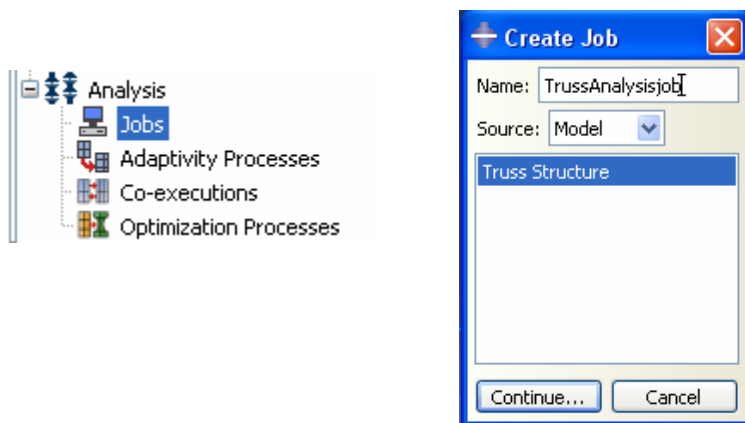 Analysis
Jobs
Adaptivity Processes
Co-executions
Optimization Processes
Create Job
Name: TrussAnalysisjob
Source: Model
Truss Structure
Continue... Cancel